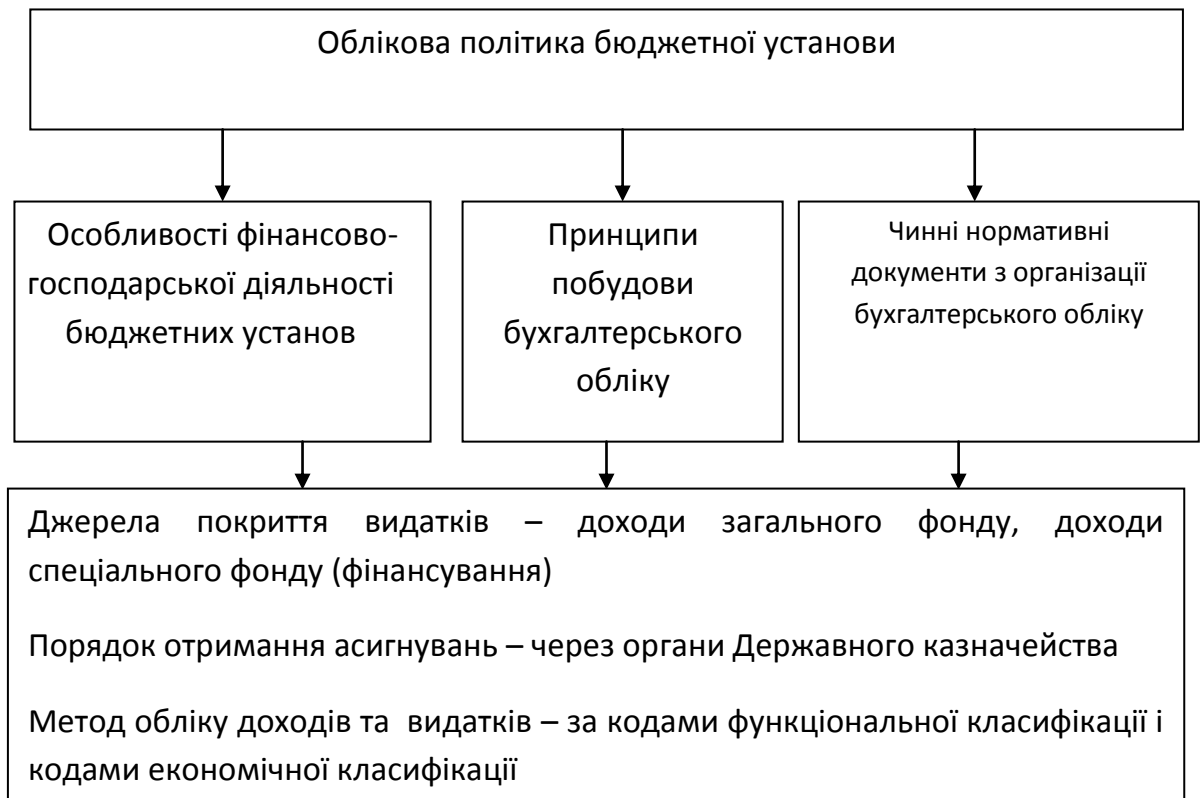 Облікова політика бюджетної установи
Особливості фінансово-
господарської діяльності
бюджетних установ
Принципи
побудови
бухгалтерського
обліку
Чинні нормативні
документи з організації
бухгалтерського обліку
Джерела покриття видатків – доходи загального фонду, доходи
спеціального фонду (фінансування)
Порядок отримання асигнувань – через органи Державного казначейства
Метод обліку доходів та видатків – за кодами функціональної класифікації і
кодами економічної класифікації